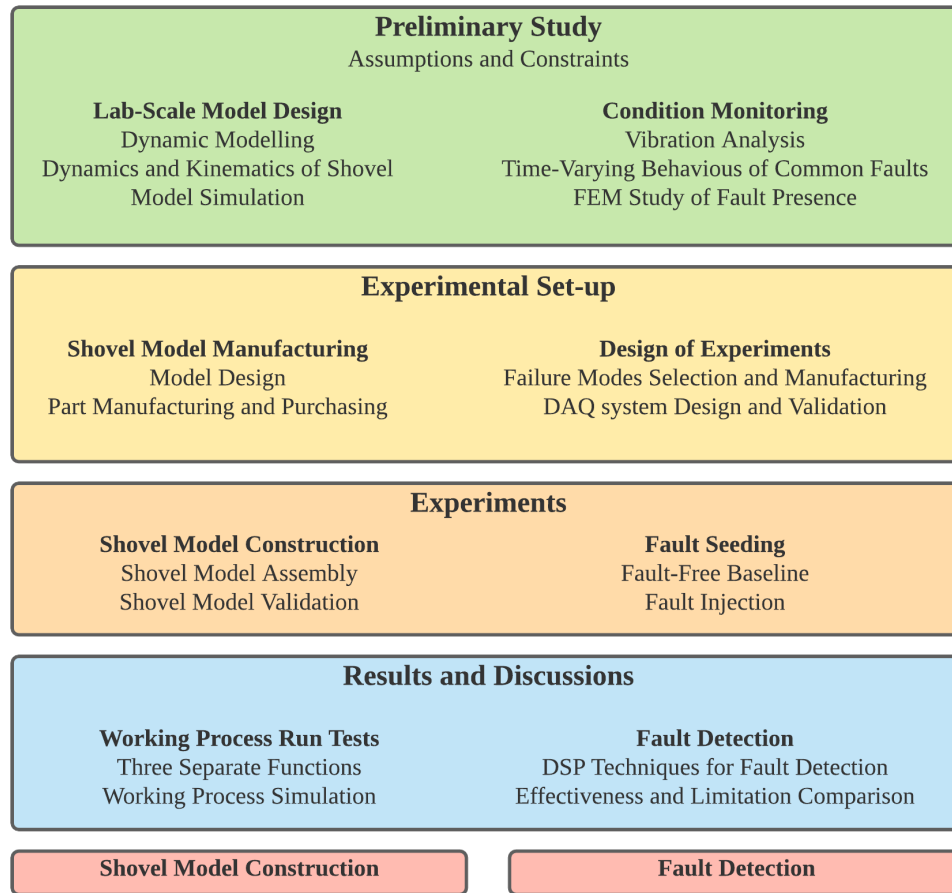 Preliminary Study
Assumptions and Constraints
Lab-Scale Model Design
Dynamic Modelling
Dynamics and Kinematics of Shovel
Model Simulation
Condition Monitoring
Vibration Analysis
Time-Varying Behavious of Common Faults
FEM Study of Fault Presence
Experimental Set-up
Shovel Model Manufacturing
Model Design
Part Manufacturing and Purchasing
Design of Experiments
Failure Modes Selection and Manufacturing
DAQ system Design and Validation
Experiments
Shovel Model Construction
Shovel Model Assembly
Shovel Model Validation
Fault Seeding
Fault-Free Baseline
Fault Injection
Results and Discussions
Working Process Run Tests
Three Separate Functions
Working Process Simulation
Fault Detection
DSP Techniques for Fault Detection
Effectiveness and Limitation Comparison
Shovel Model Construction
Fault Detection